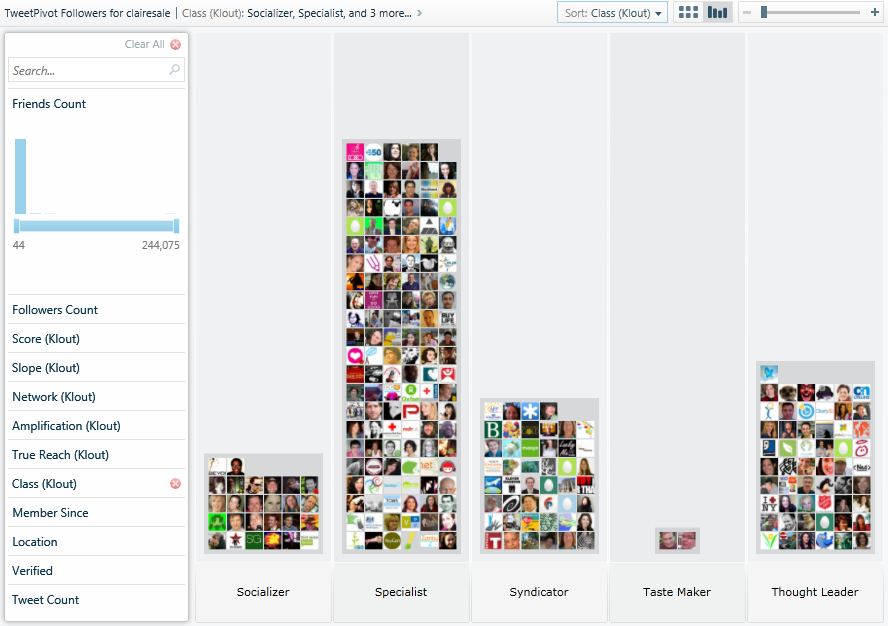 TweetPivot Followers for clairesale | Class (Klout): Socializer, Specialist, and 3 more... >
Sort: Class (Klout)
Clear All
Search...
Friends Count
44 244,075
Followers Count
Score (Klout)
Slope (Klout)
Network (Klout)
Amplification (Klout)
True Reach (Klout)
Class (Klout)
Member Since
Location
Verified
Tweet Count
Socializer Specialist Syndicator Taste Maker Thought Leader